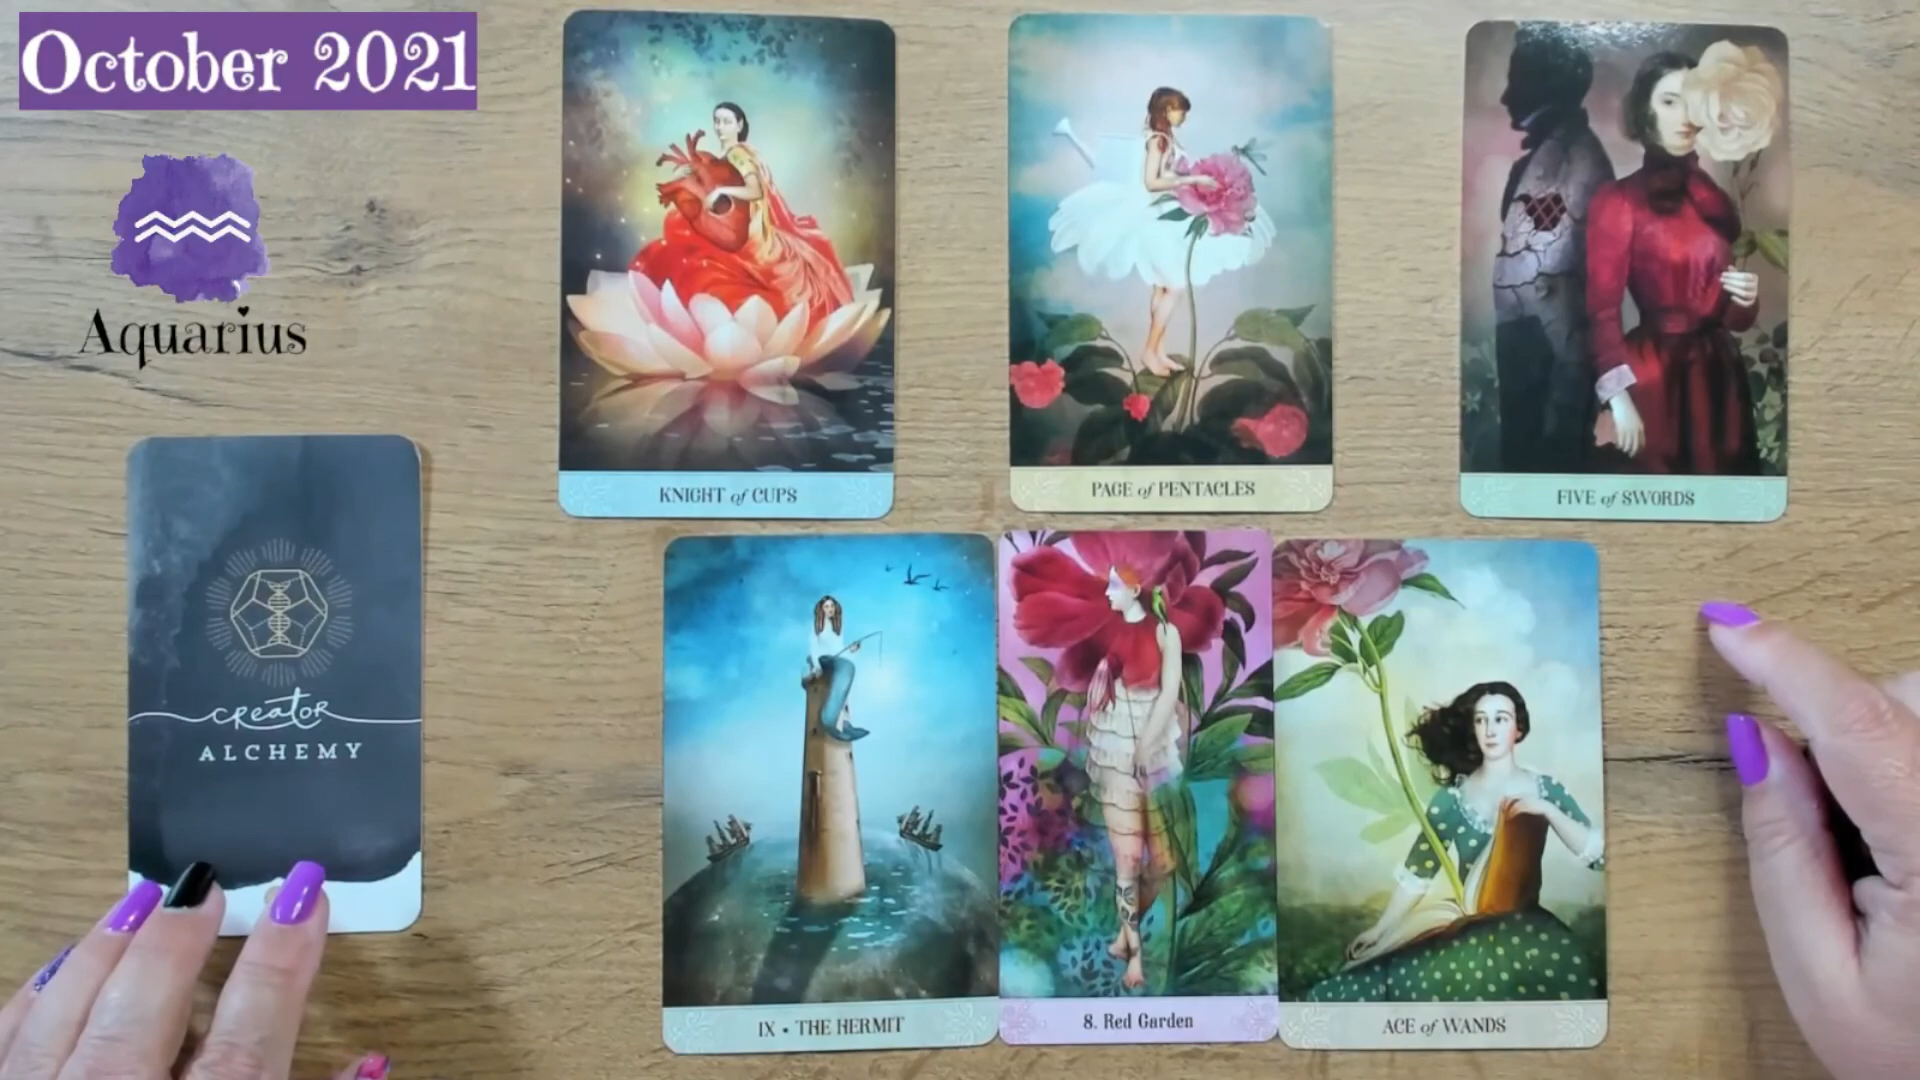 October 2021
Aquarius
KNIGHT of CUPS
PAGE of PENTACLES
FIVE of SWORDS
creator
ALCHEMY
IX • THE HERMIT
8. Red Garden
ACE of WANDS